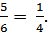 5/6 = 1/4.